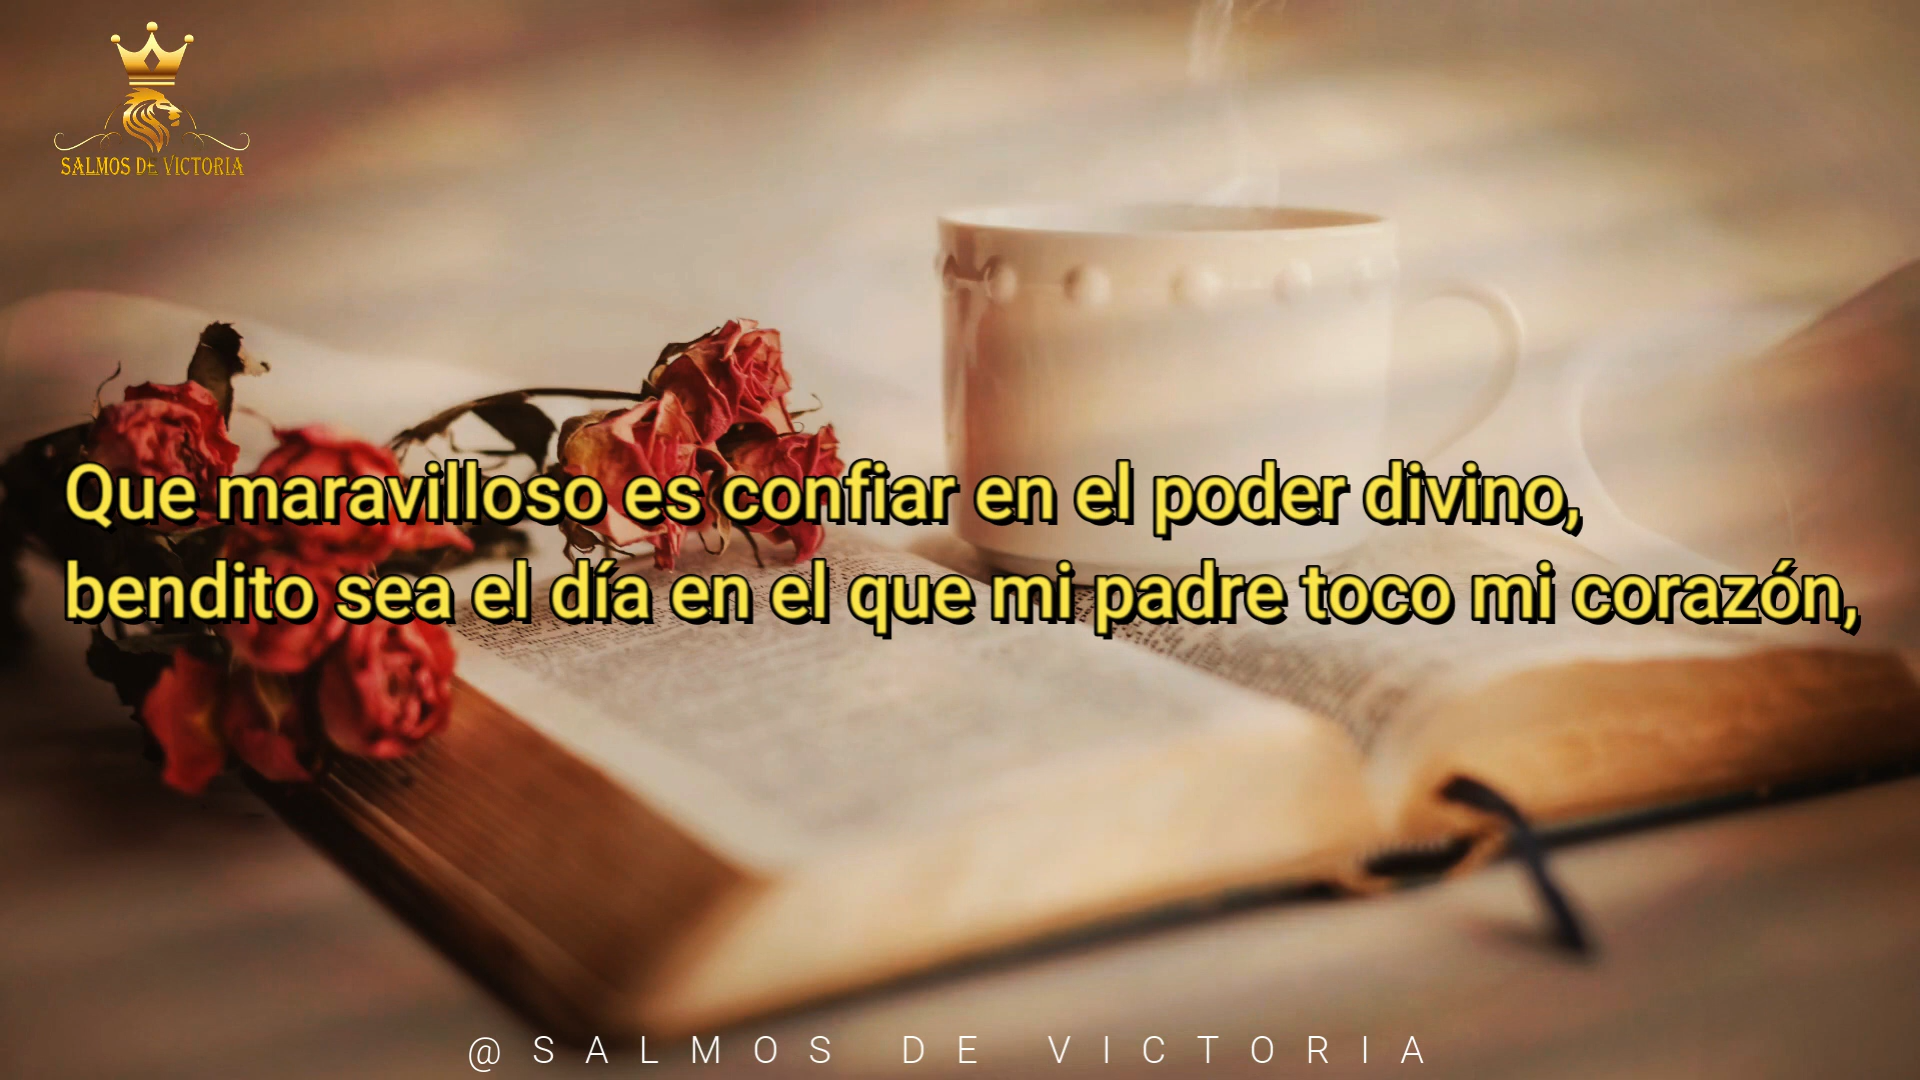 SALMOS DE VICTORIA
Que maravilloso es confiar en el poder divino,
bendito sea el día en el que mi padre toco mi corazón,
@SALMOS DE VICTORIA